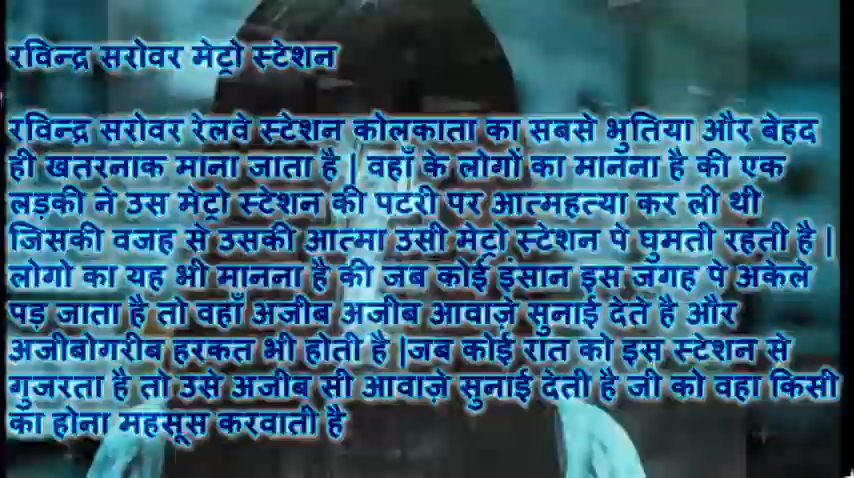 रविन्द्र सरोवर मेट्रो स्टेशन
रविन्द्र सरोवर रेलवे स्टेशन कोलकाता का सबसे भुतिया और बेहद
ही खतरनाक माना जाता है | वहाँ के लोगों का मानना है की एक
लड़की ने उस मेट्रो स्टेशन की पटरी पर आत्महत्या कर ली थी
जिसकी वजह से उसकी आत्मा उसी मेट्रो स्टेशन पे घुमती रहती है |
लोगो का यह भी मानना है की जब कोई इंसान इस जगह पे अकेले
पड़ जाता है तो वहाँ अजीब अजीब आवाज़े सुनाई देते है और
अजीबोगरीब हरकत भी होती है |जब कोई रात को इस स्टेशन से
गुजरता है तो उसे अजीब सी आवाज़े सुनाई देती है जी को वहा किसी
का होना महसूस करवाती है